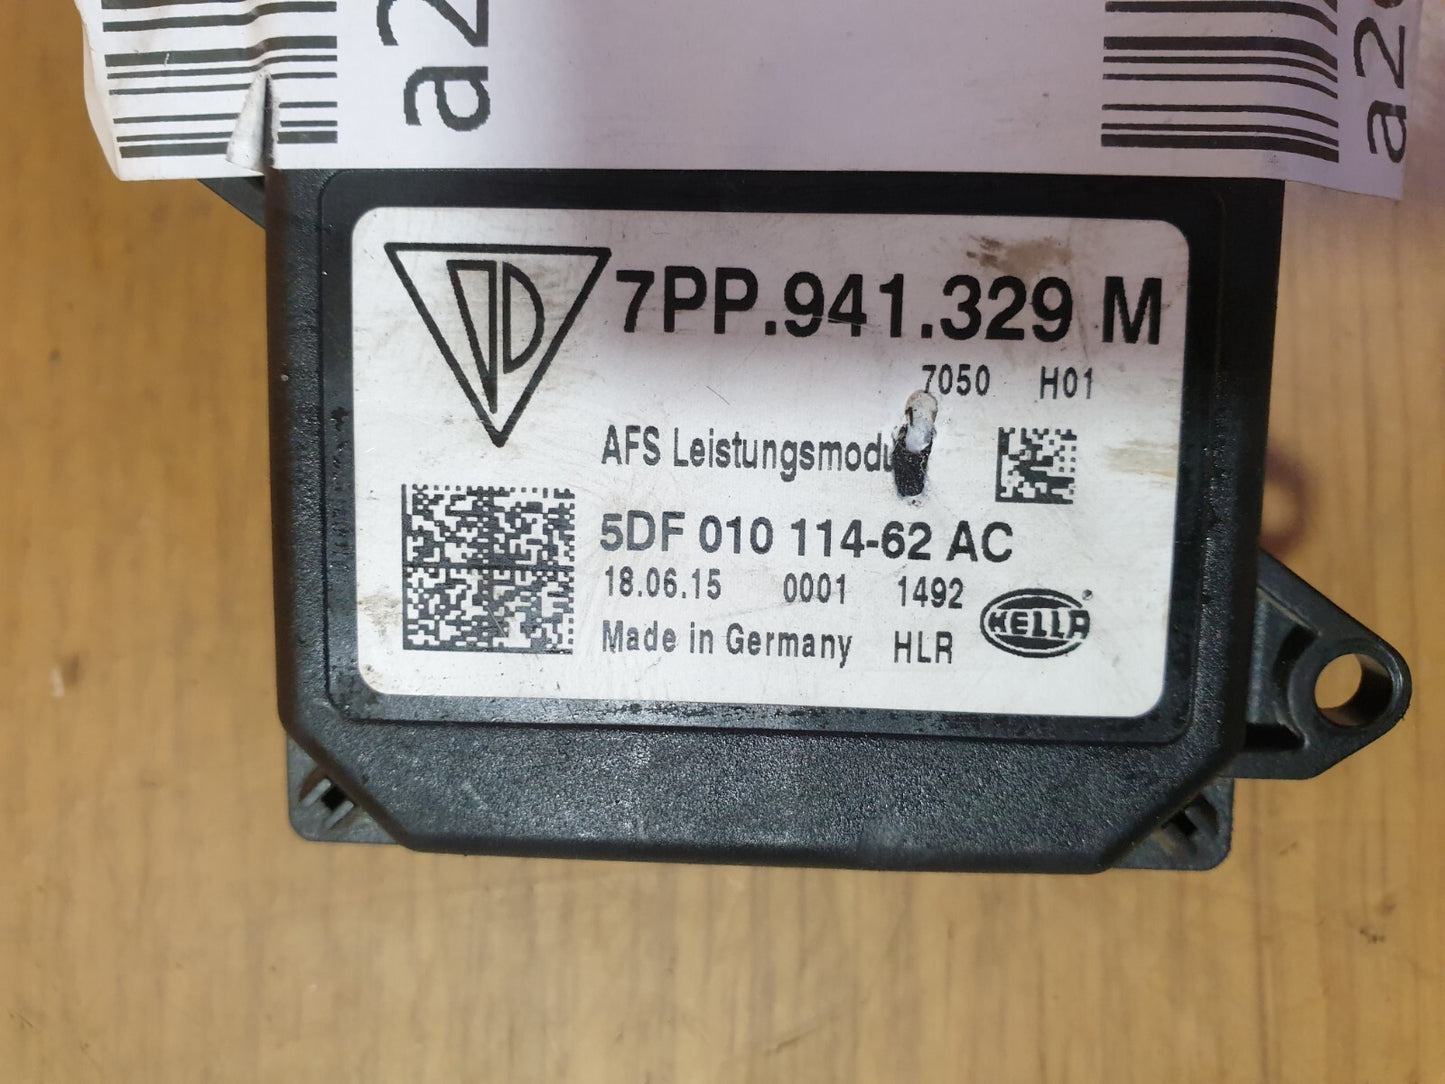 a2
7PP.941.329 M
7050 H01
AFS Leistungsmodu
5DF 010 114-62 AC
18.06.15 0001 1492
Made in Germany HLR
HELLA